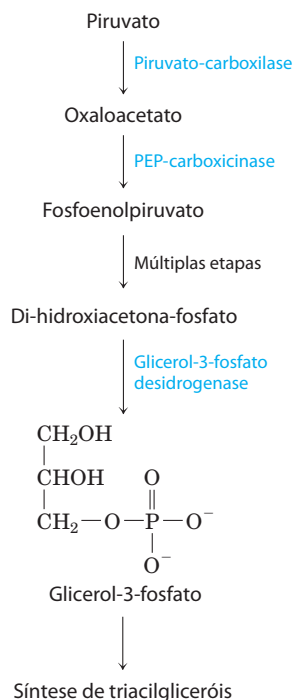 Piruvato
Piruvato-carboxilase
Oxaloacetato
PEP-carboxicinase
Fosfoenolpiruvato
Múltiplas etapas
Di-hidroxiacetona-fosfato
Glicerol-3-fosfato
desidrogenase
CH₂OH
CHOH O
CH₂—O—P—O⁻
O⁻
Glicerol-3-fosfato
Síntese de triacilgliceróis